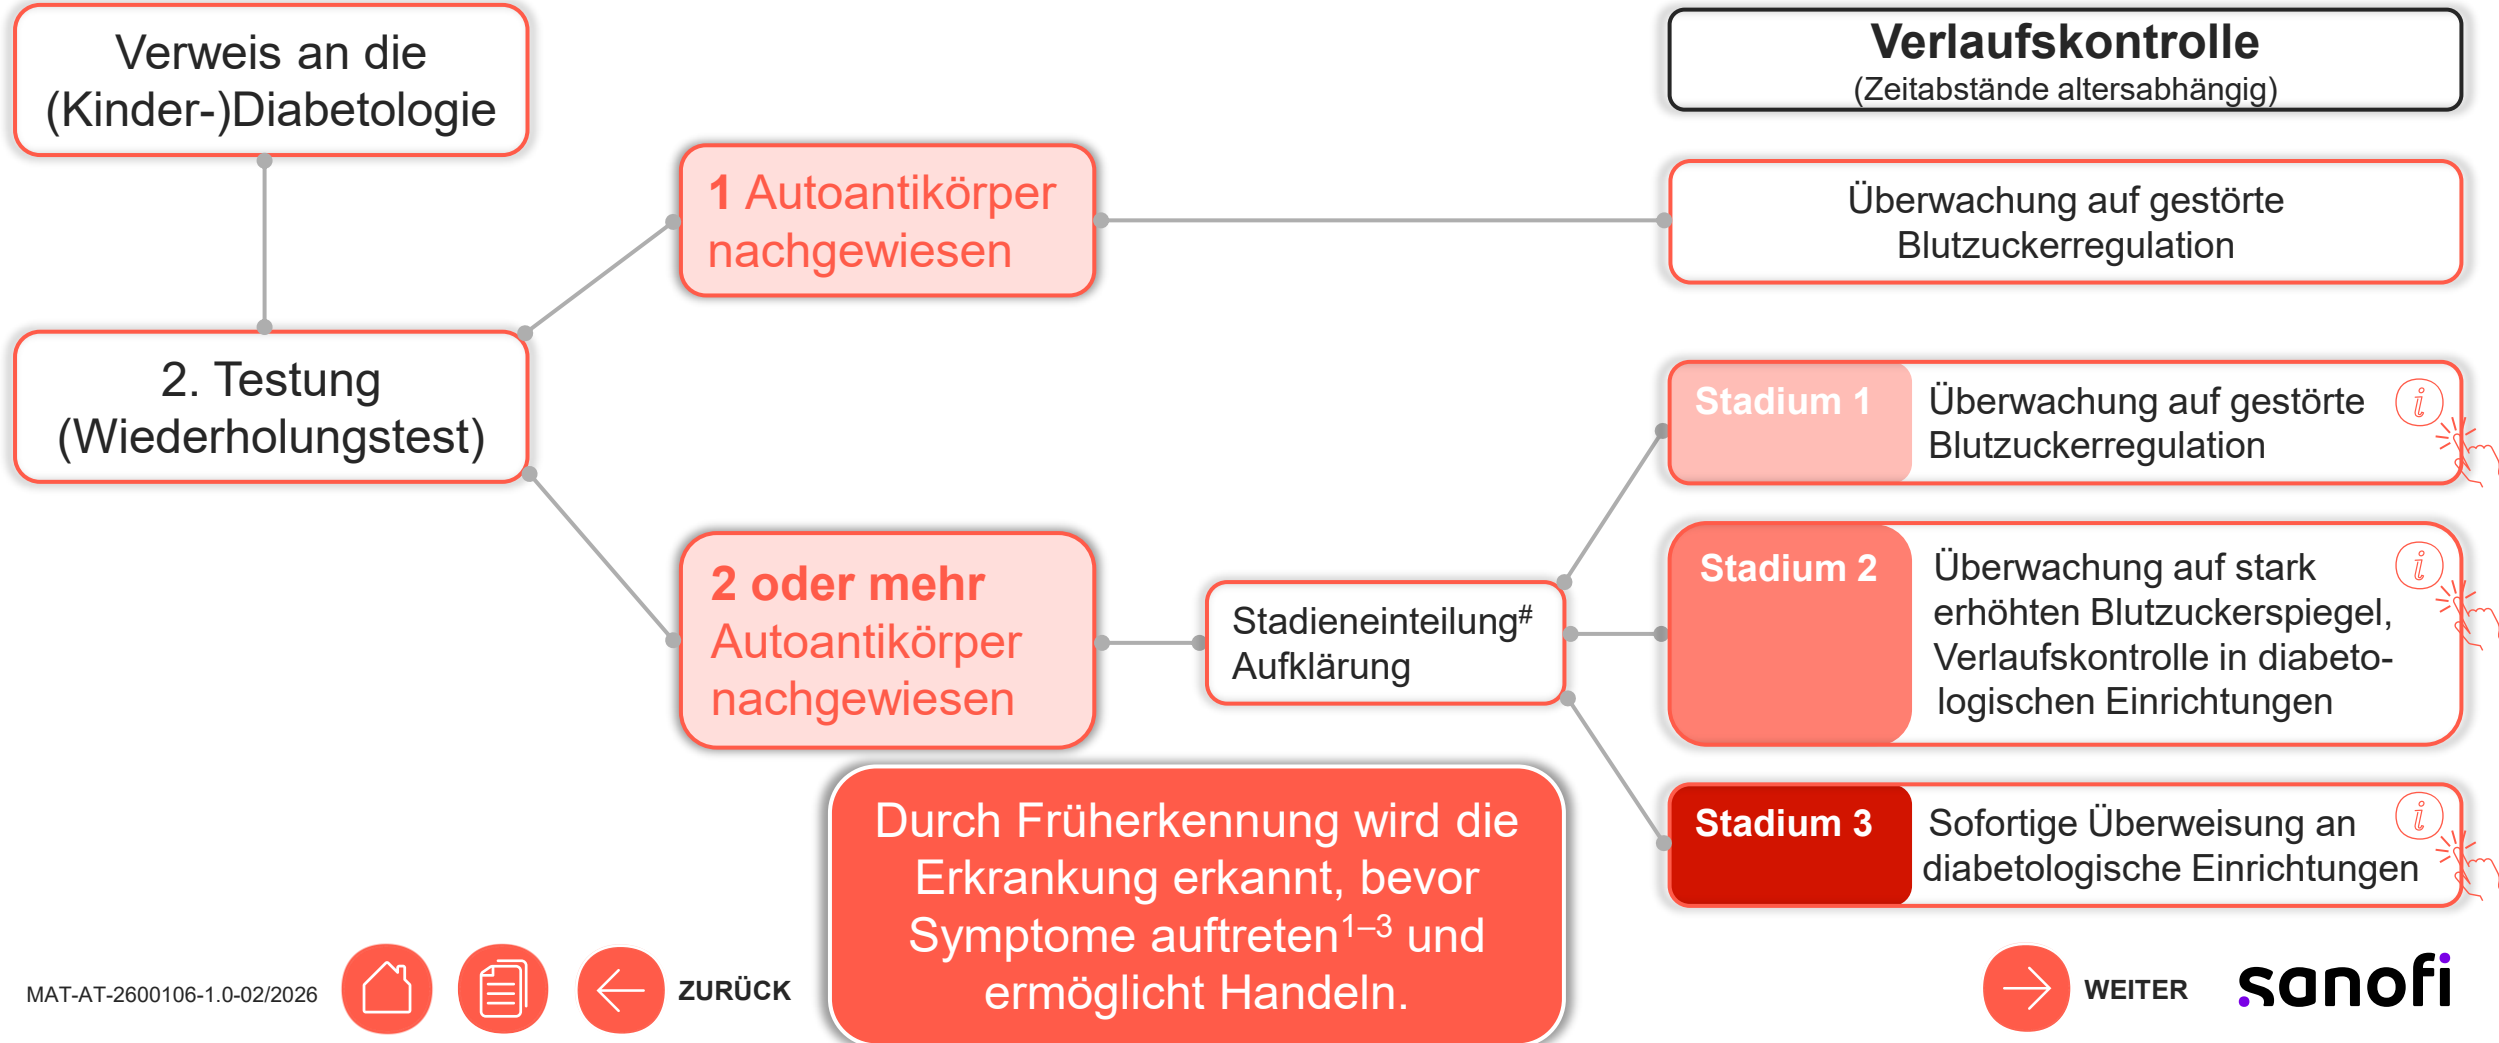 Verweis an die
(Kinder-)Diabetologie
Verlaufskontrolle
(Zeitabstände altersabhängig)
1 Autoantikörper
nachgewiesen
Überwachung auf gestörte
Blutzuckerregulation
2. Testung
(Wiederholungstest)
Stadium 1
Überwachung auf gestörte
Blutzuckerregulation
i
2 oder mehr
Autoantikörper
nachgewiesen
Stadieneinteilung#
Aufklärung
Stadium 2
Überwachung auf stark
erhöhten Blutzuckerspiegel,
Verlaufskontrolle in diabeto-
logischen Einrichtungen
i
Stadium 3
Sofortige Überweisung an
diabetologische Einrichtungen
i
Durch Früherkennung wird die
Erkrankung erkannt, bevor
Symptome auftreten1–3 und
ermöglicht Handeln.
MAT-AT-2600106-1.0-02/2026
ZURÜCK
WEITER
sanofi